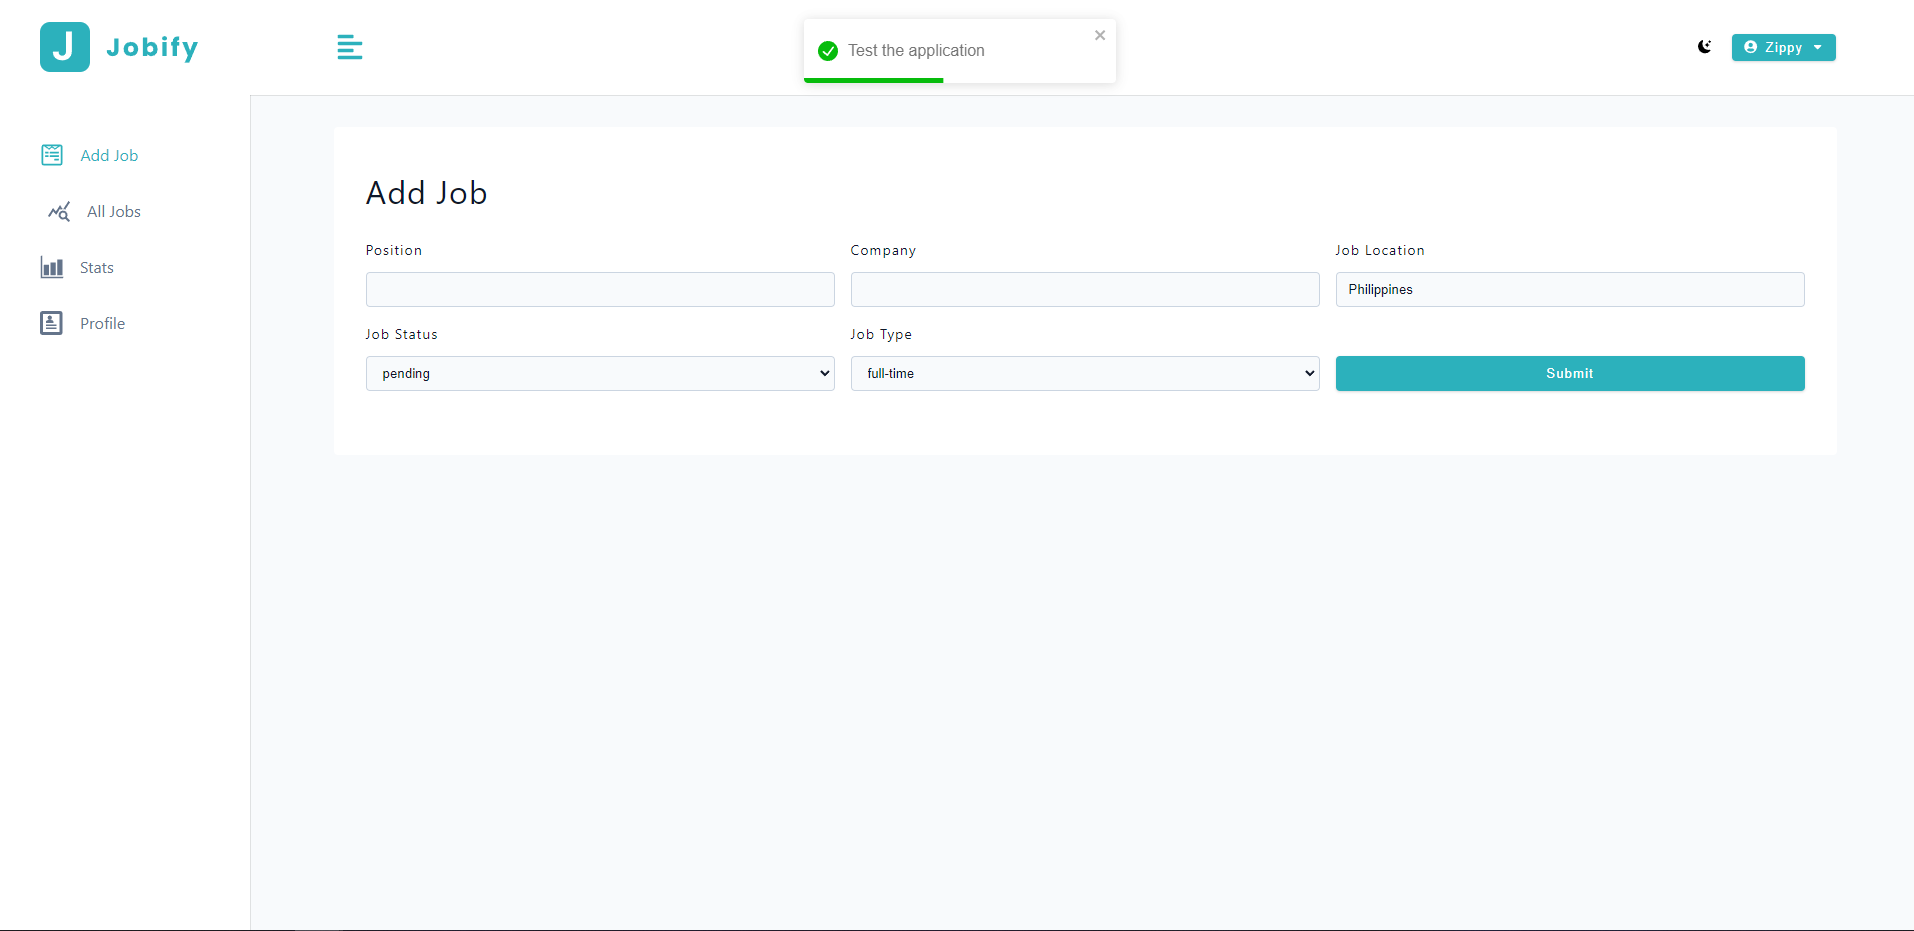 J Jobify
Test the application
Zippy
Add Job
All Jobs
Stats
Profile
Add Job
Position
Company
Job Location
Philippines
Job Status
Job Type
pending
full-time
Submit